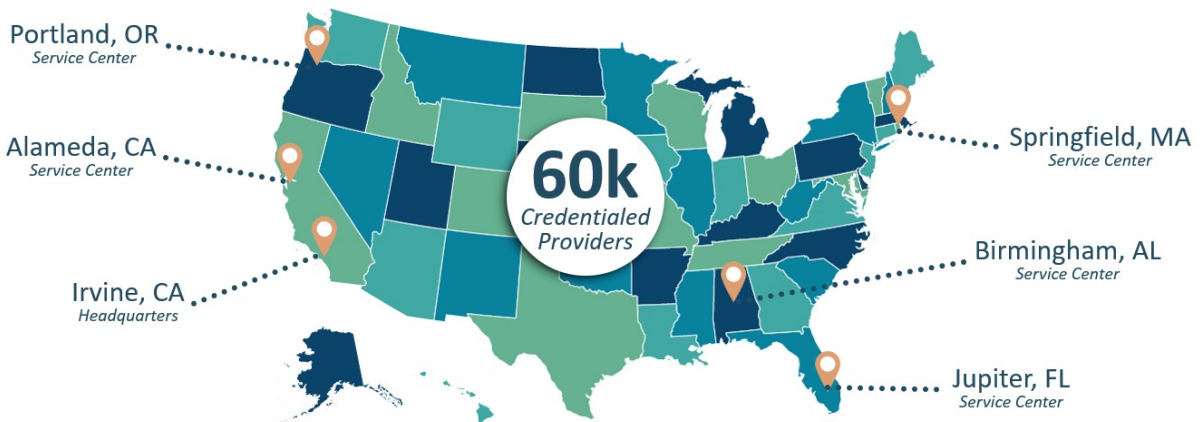 Portland, OR
Service Center
Alameda, CA
Service Center
Irvine, CA
Headquarters
60k
Credentialed
Providers
Springfield, MA
Service Center
Birmingham, AL
Service Center
Jupiter, FL
Service Center